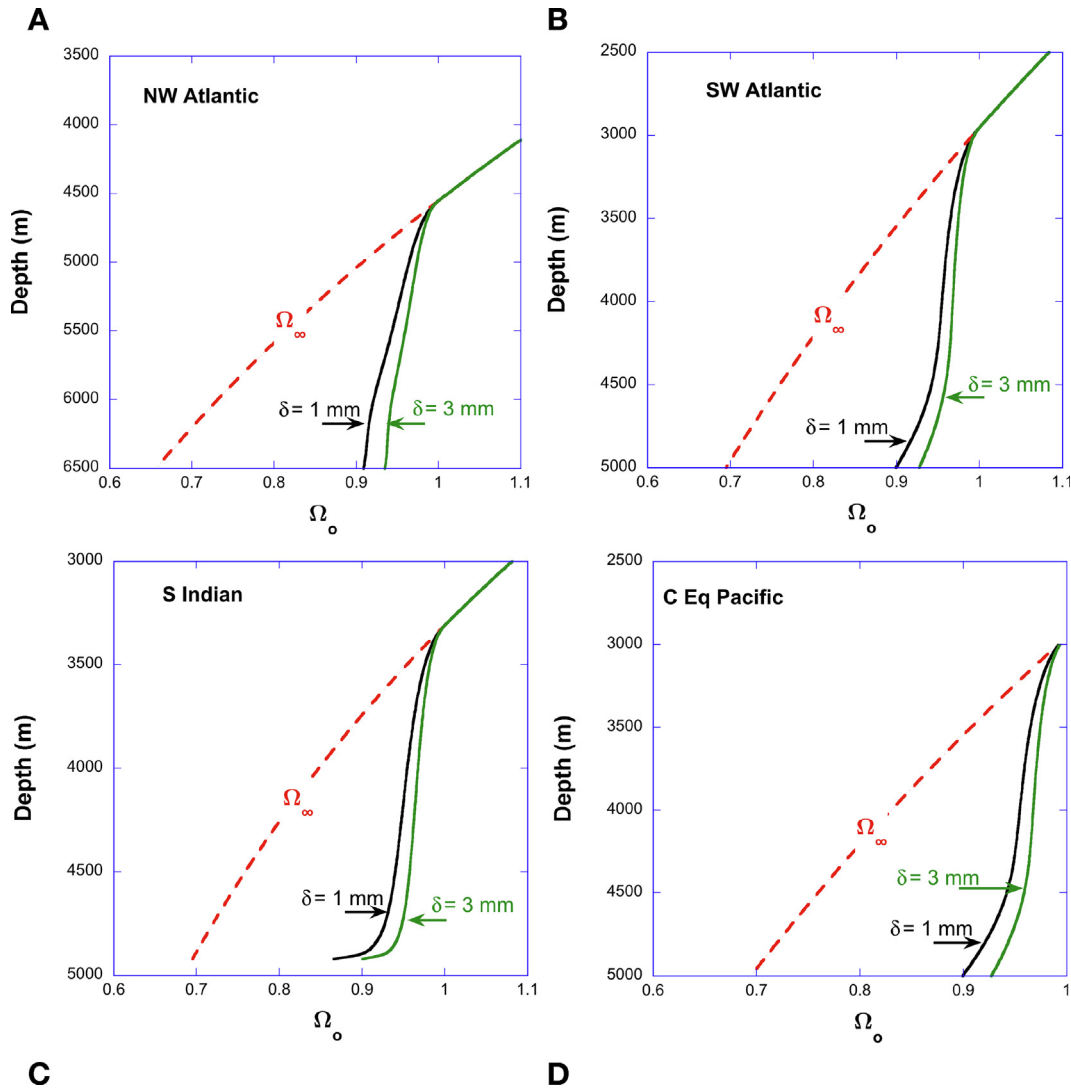 A
3500
4000
4500
5000
5500
6000
6500
Depth (m)
NW Atlantic
Ω∞
δ= 1 mm
δ= 3 mm
0.6 0.7 0.8 0.9 1 1.1
Ωo
B
2500
3000
3500
4000
4500
5000
Depth (m)
SW Atlantic
Ω∞
δ= 3 mm
δ= 1 mm
0.6 0.7 0.8 0.9 1 1.1
Ωo
3000
3500
4000
4500
5000
Depth (m)
S Indian
Ω∞
δ= 1 mm
δ= 3 mm
0.6 0.7 0.8 0.9 1 1.1
Ωo
C
2500
3000
3500
4000
4500
5000
Depth (m)
C Eq Pacific
Ω∞
δ= 3 mm
δ= 1 mm
0.6 0.7 0.8 0.9 1
Ωo
D